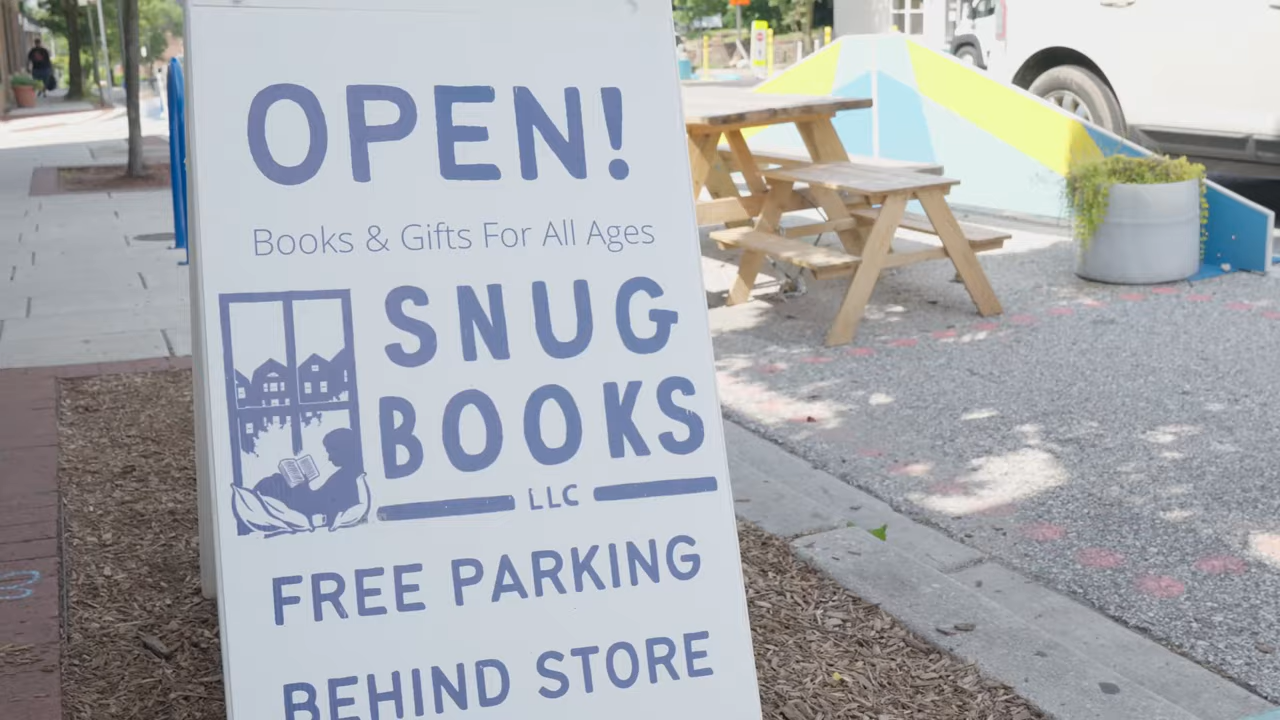 OPEN!
Books & Gifts For All Ages
SNUG
BOOKS
LLC
FREE PARKING
BEHIND STORE